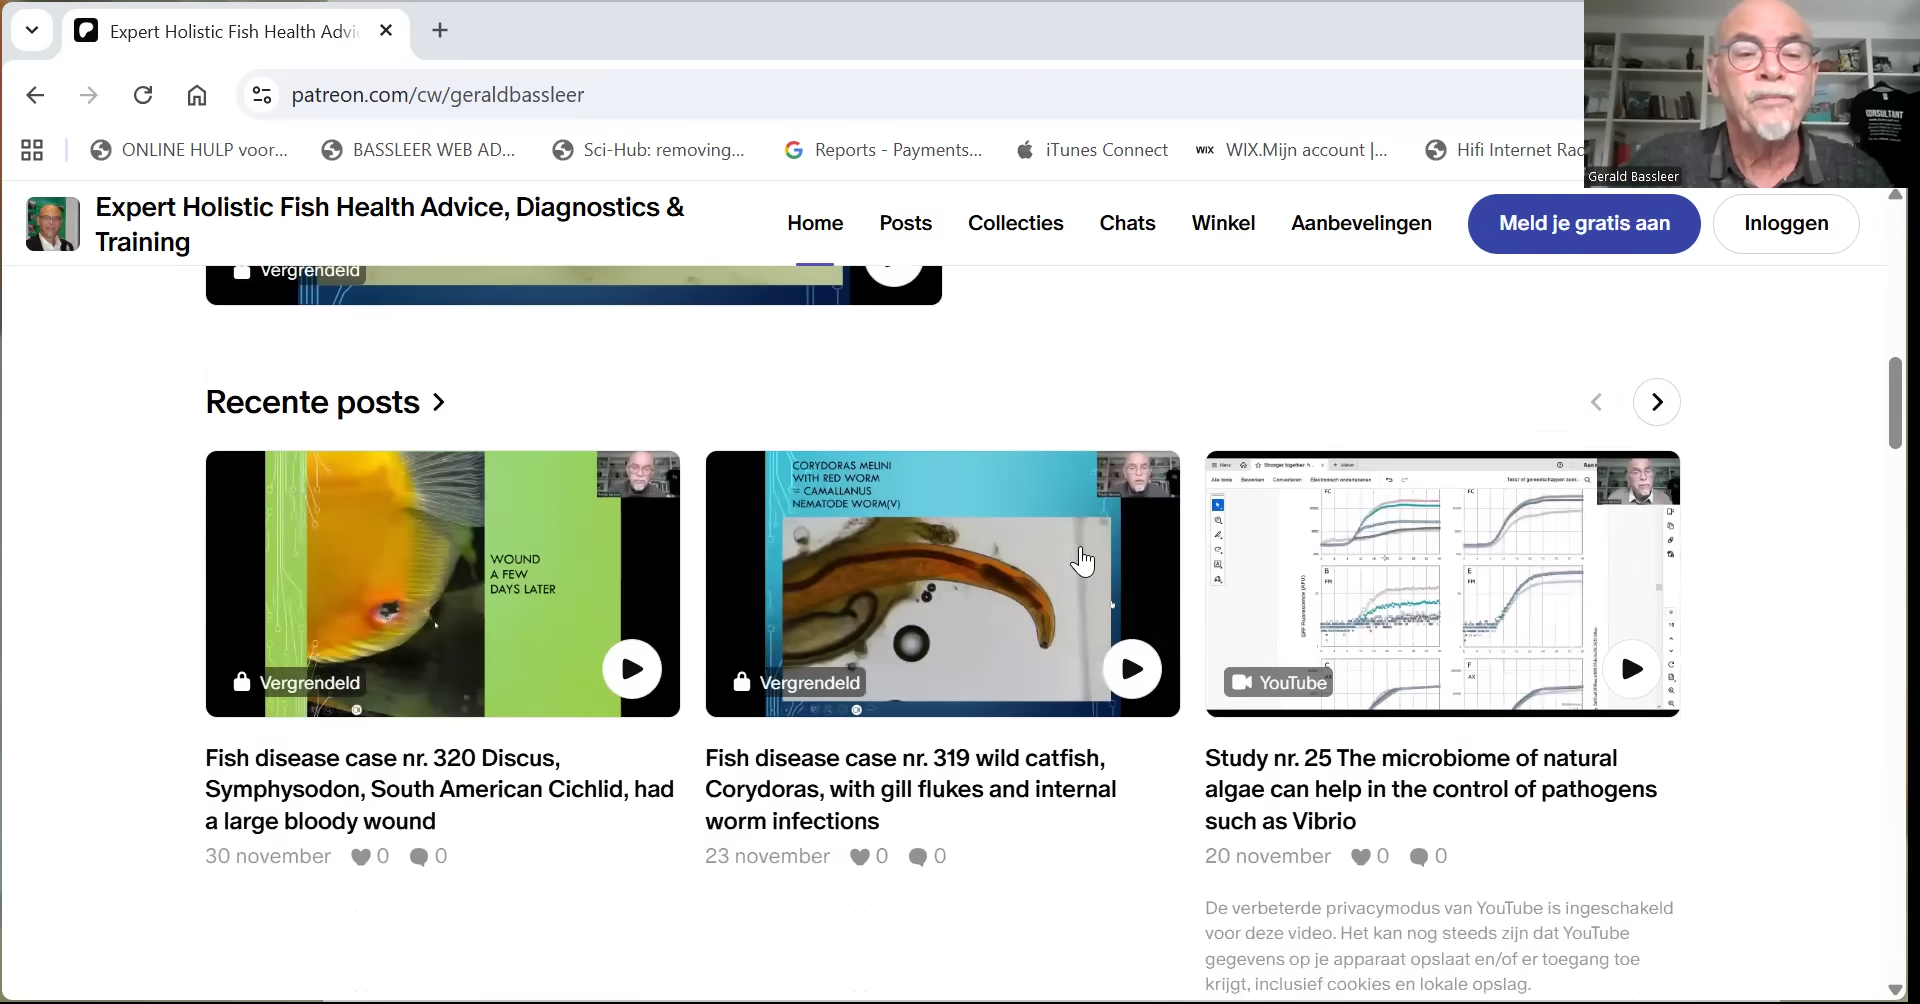 Expert Holistic Fish Health Advic
patreon.com/cw/geraldbassleer
ONLINE HULP voor...
BASSLEER WEB AD...
Sci-Hub: removing...
Reports - Payments...
iTunes Connect
WIX.Mijn account |...
Hifi Internet Rad
CONSULTANT
Gerald Bassleer
Expert Holistic Fish Health Advice, Diagnostics &
Training
Home
Posts
Collecties
Chats
Winkel
Aanbevelingen
Meld je gratis aan
Inloggen
Vergrendeld
Recente posts
WOUND
A FEW
DAYS LATER
Vergrendeld
CORYDORAS MELINI
WITH RED WORM
= CAMALLANUS
NEMATODE WORM(V)
Vergrendeld
Stronger together: h...
YouTube
Fish disease case nr. 320 Discus,
Symphysodon, South American Cichlid, had
a large bloody wound
30 november 0 0
Fish disease case nr. 319 wild catfish,
Corydoras, with gill flukes and internal
worm infections
23 november 0 0
Study nr. 25 The microbiome of natural
algae can help in the control of pathogens
such as Vibrio
20 november 0 0
De verbeterde privacymodus van YouTube is ingeschakeld
voor deze video. Het kan nog steeds zijn dat YouTube
gegevens op je apparaat opslaat en/of er toegang toe
krijgt, inclusief cookies en lokale opslag.